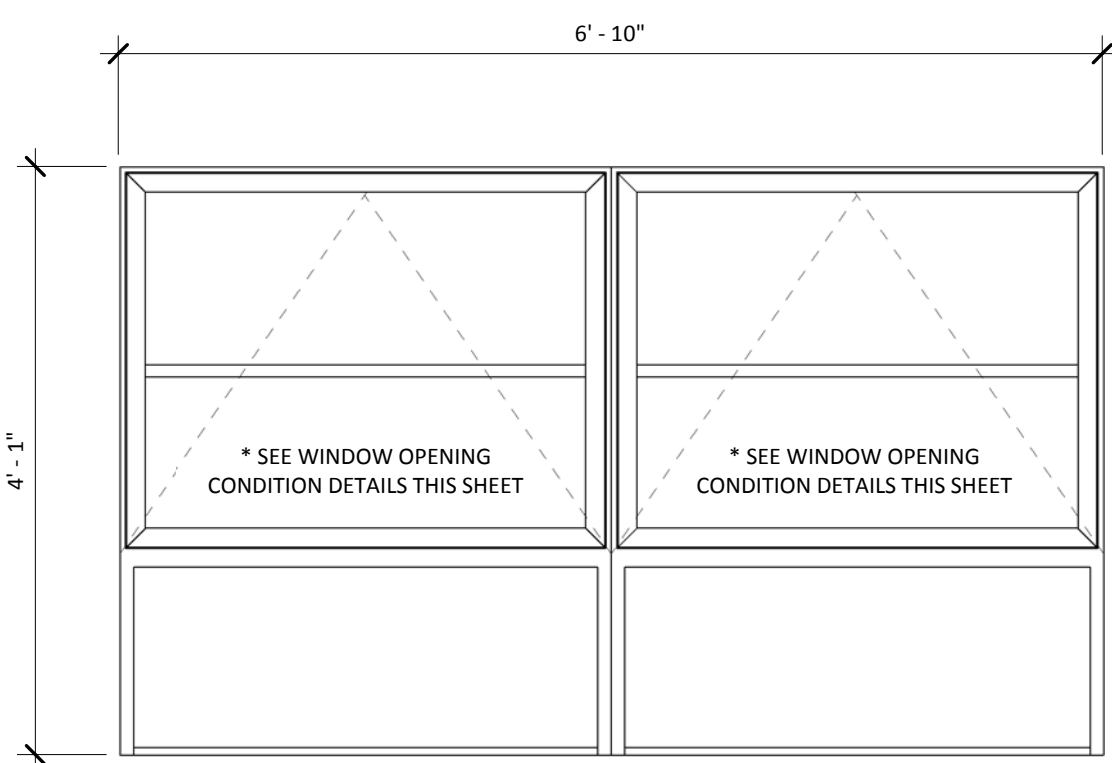 6' - 10"
4' - 1"
* SEE WINDOW OPENING
CONDITION DETAILS THIS SHEET
* SEE WINDOW OPENING
CONDITION DETAILS THIS SHEET